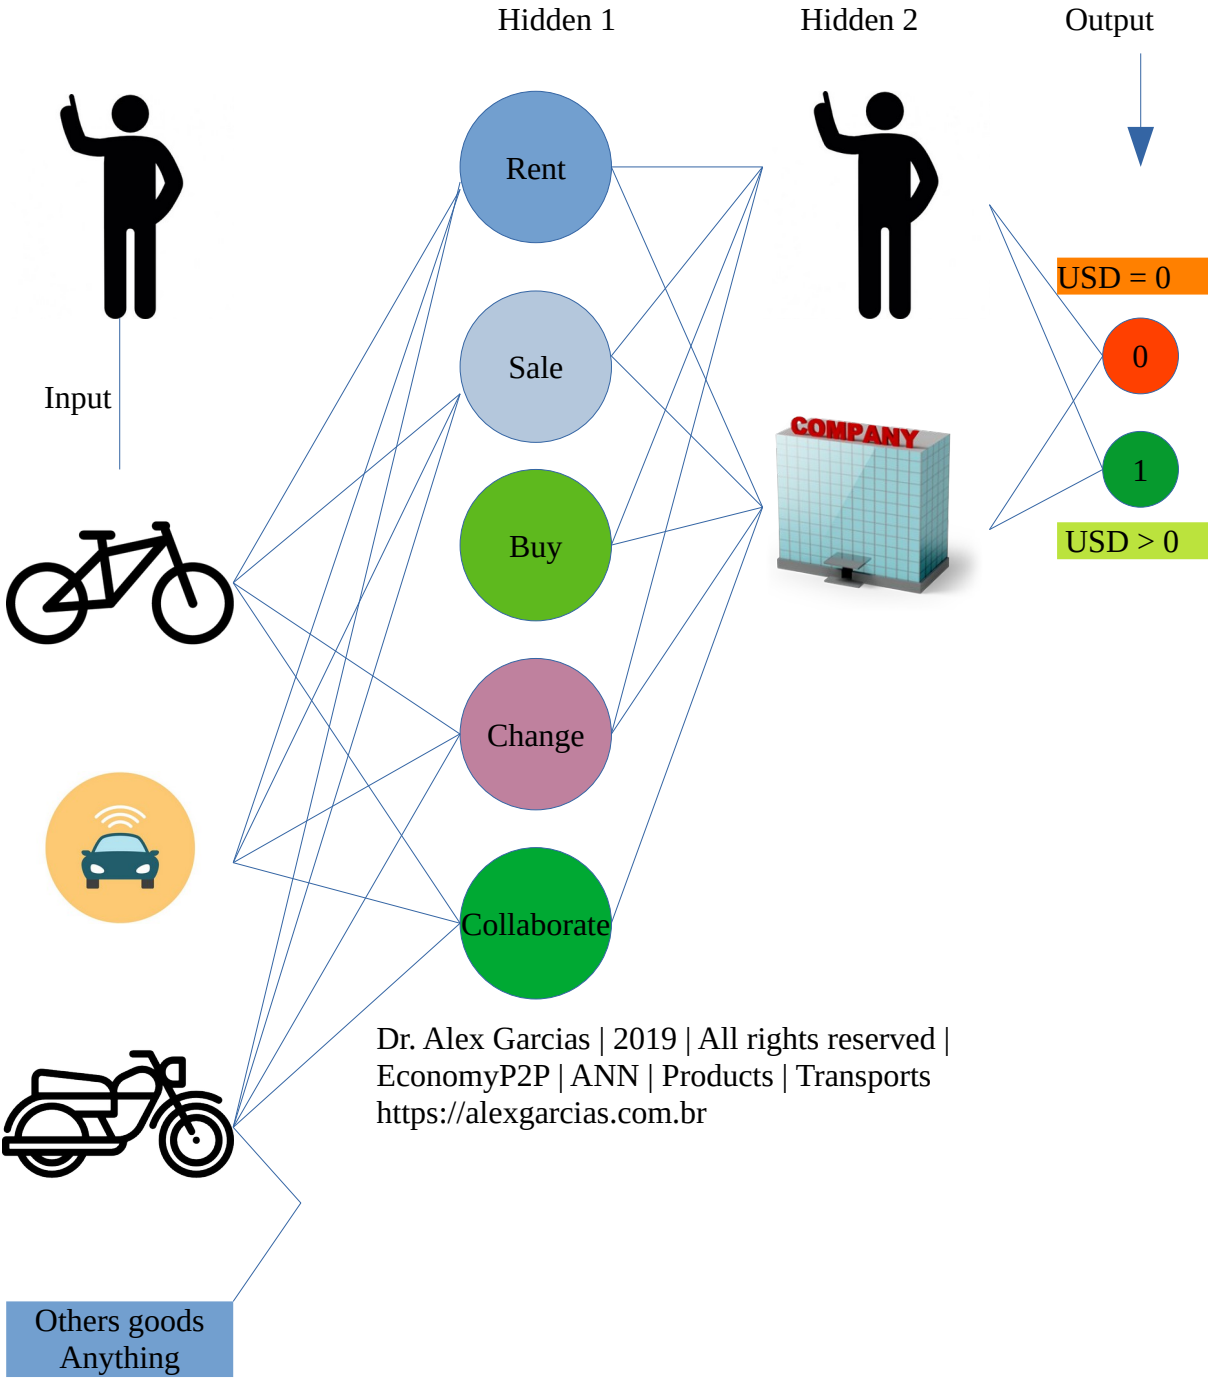 Hidden 1
Hidden 2
Output
Rent
USD = 0
0
Sale
Input
COMPANY
1
USD > 0
Buy
Change
Collaborate
Dr. Alex Garcias | 2019 | All rights reserved |
EconomyP2P | ANN | Products | Transports
https://alexgarcias.com.br
Others goods
Anything